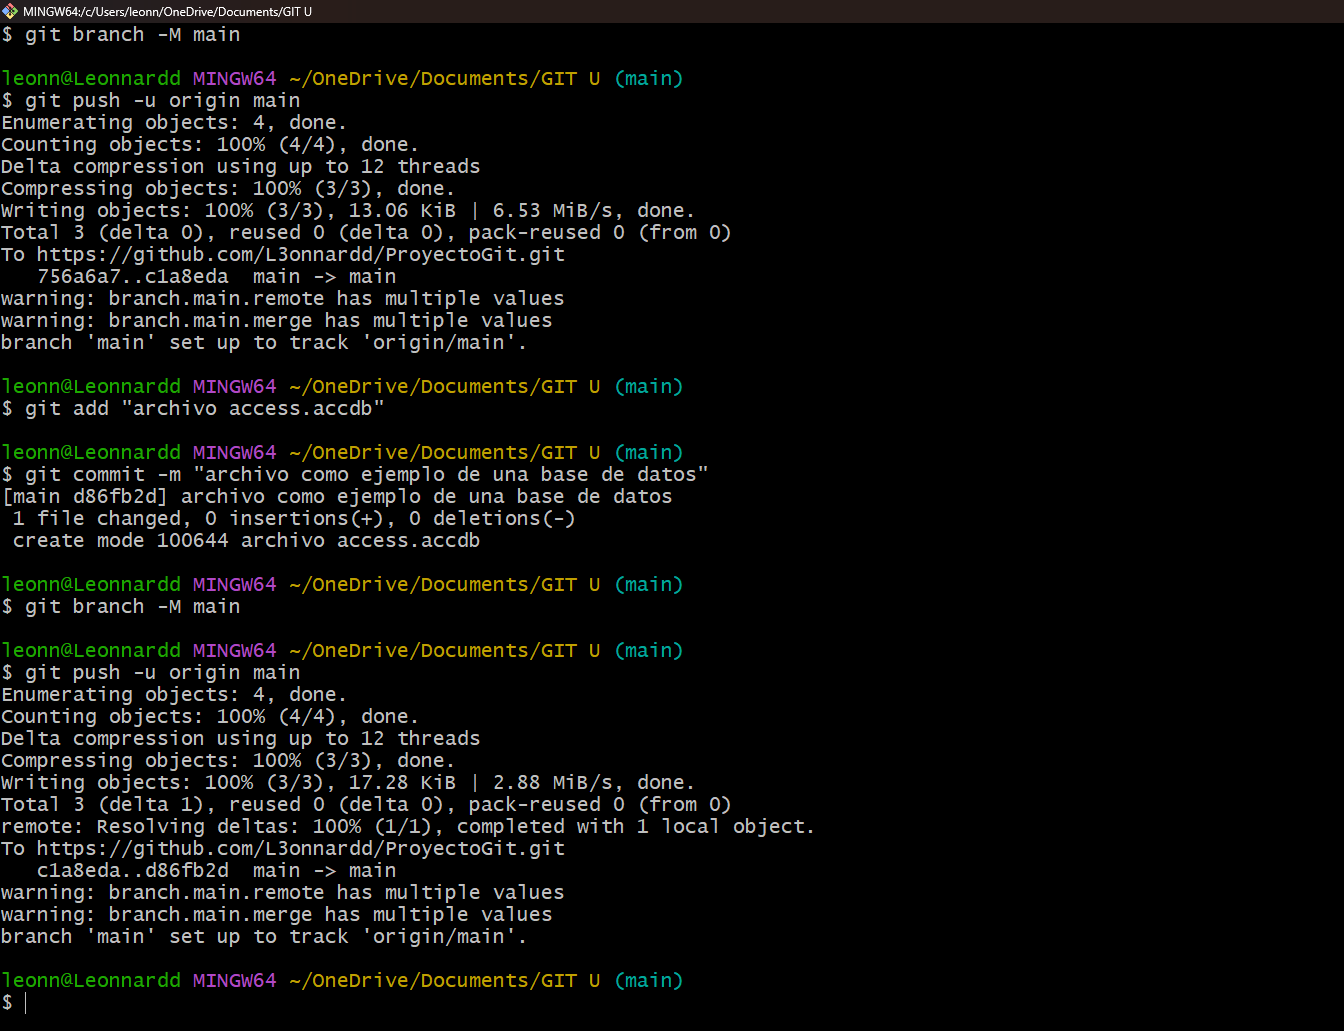 MINGW64:/c/Users/leonn/OneDrive/Documents/GIT U
$ git branch -M main
leonn@Leonnardd MINGW64 ~/OneDrive/Documents/GIT U (main)
$ git push -u origin main
Enumerating objects: 4, done.
Counting objects: 100% (4/4), done.
Delta compression using up to 12 threads
Compressing objects: 100% (3/3), done.
Writing objects: 100% (3/3), 13.06 KiB | 6.53 MiB/s, done.
Total 3 (delta 0), reused 0 (delta 0), pack-reused 0 (from 0)
To https://github.com/L3onnardd/ProyectoGit.git
   756a6a7..c1a8eda  main -> main
warning: branch.main.remote has multiple values
warning: branch.main.merge has multiple values
branch 'main' set up to track 'origin/main'.
leonn@Leonnardd MINGW64 ~/OneDrive/Documents/GIT U (main)
$ git add "archivo access.accdb"
leonn@Leonnardd MINGW64 ~/OneDrive/Documents/GIT U (main)
$ git commit -m "archivo como ejemplo de una base de datos"
[main d86fb2d] archivo como ejemplo de una base de datos
 1 file changed, 0 insertions(+), 0 deletions(-)
 create mode 100644 archivo access.accdb
leonn@Leonnardd MINGW64 ~/OneDrive/Documents/GIT U (main)
$ git branch -M main
leonn@Leonnardd MINGW64 ~/OneDrive/Documents/GIT U (main)
$ git push -u origin main
Enumerating objects: 4, done.
Counting objects: 100% (4/4), done.
Delta compression using up to 12 threads
Compressing objects: 100% (3/3), done.
Writing objects: 100% (3/3), 17.28 KiB | 2.88 MiB/s, done.
Total 3 (delta 1), reused 0 (delta 0), pack-reused 0 (from 0)
remote: Resolving deltas: 100% (1/1), completed with 1 local object.
To https://github.com/L3onnardd/ProyectoGit.git
   c1a8eda..d86fb2d  main -> main
warning: branch.main.remote has multiple values
warning: branch.main.merge has multiple values
branch 'main' set up to track 'origin/main'.
leonn@Leonnardd MINGW64 ~/OneDrive/Documents/GIT U (main)
$